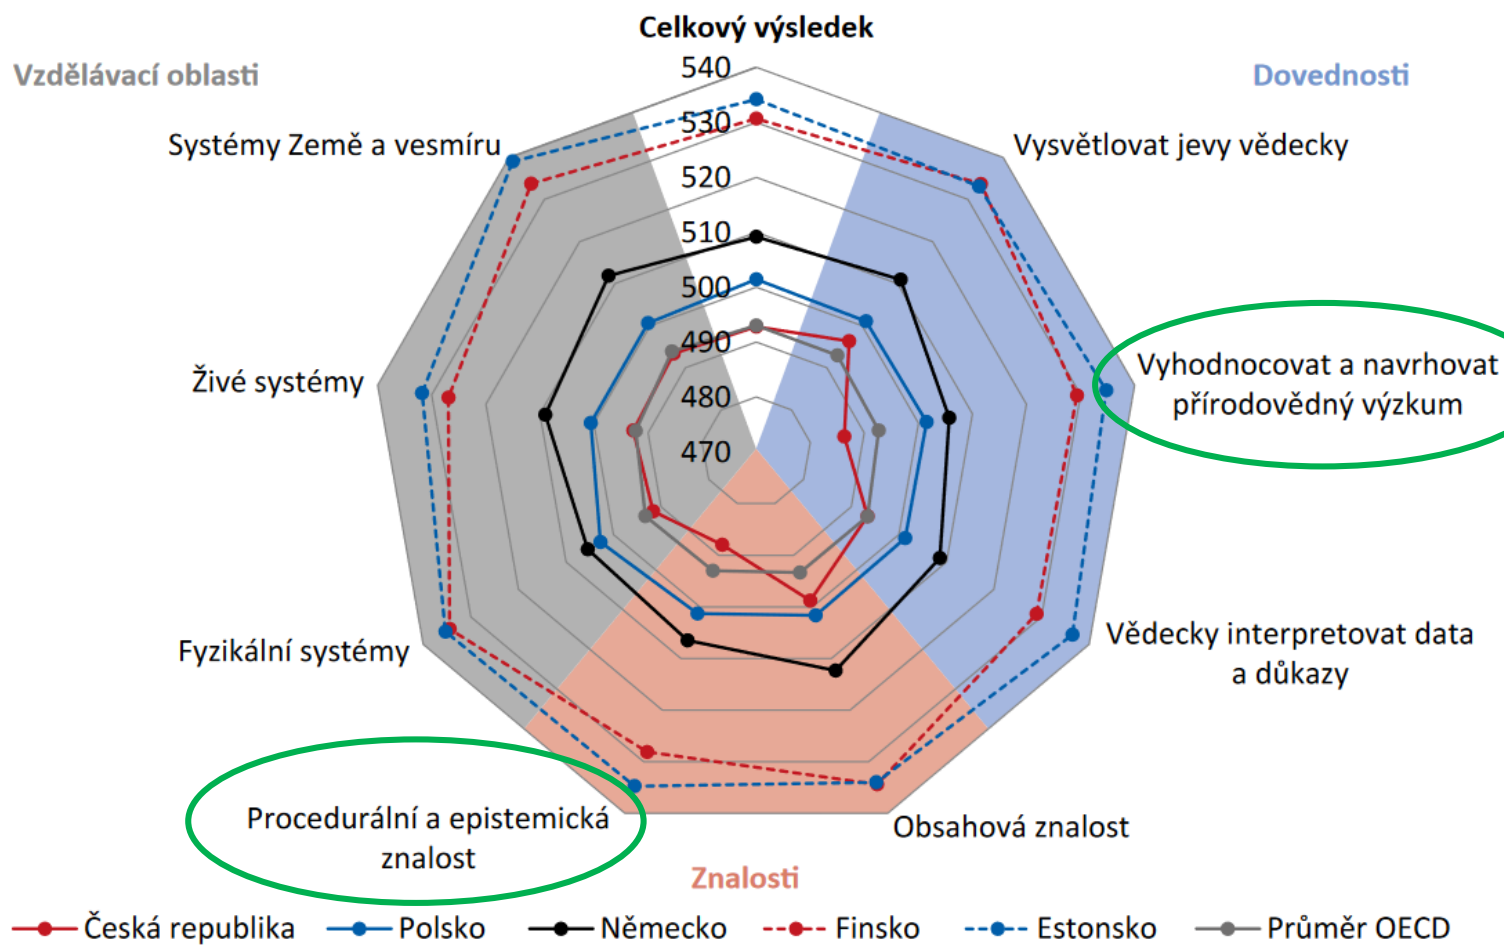 Celkový výsledek
Vzdělávací oblasti
Dovednosti
540
530
520
510
500
490
480
470
Systémy Země a vesmíru
Vysvětlovat jevy vědecky
Živé systémy
Vyhodnocovat a navrhovat
přírodovědný výzkum
Fyzikální systémy
Vědecky interpretovat data
a důkazy
Procedurální a epistemická
znalost
Obsahová znalost
Znalosti
Česká republika Polsko Německo Finsko Estonsko Průměr OECD